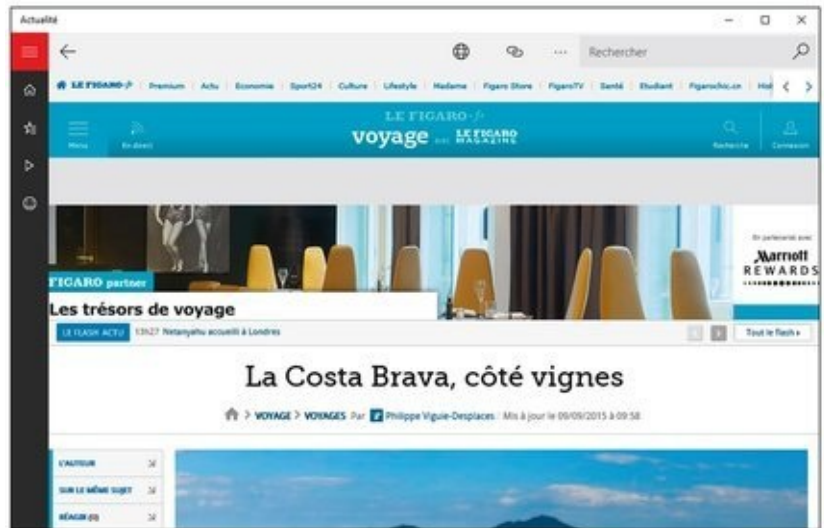 Actualité
Rechercher
LE FIGARO·fr Premium Actu Economie Sport24 Culture Lifestyle Madame Figaro Store FigaroTV Santé Etudiant Figarochic.cn
LE FIGARO·fr
voyage avec LE FIGARO MAGAZINE
Menu En direct Recherche Connexion
En partenariat avec
Marriott
REWARDS
FIGARO partner
Les trésors de voyage
LE FLASH ACTU 13h27 Netanyahu accueilli à Londres Tout le flash
La Costa Brava, côté vignes
> VOYAGE > VOYAGES Par Philippe Viguie-Desplaces Mis à jour le 09/09/2015 à 09:58
L'AUTEUR
SUR LE MÊME SUJET
RÉAGIR